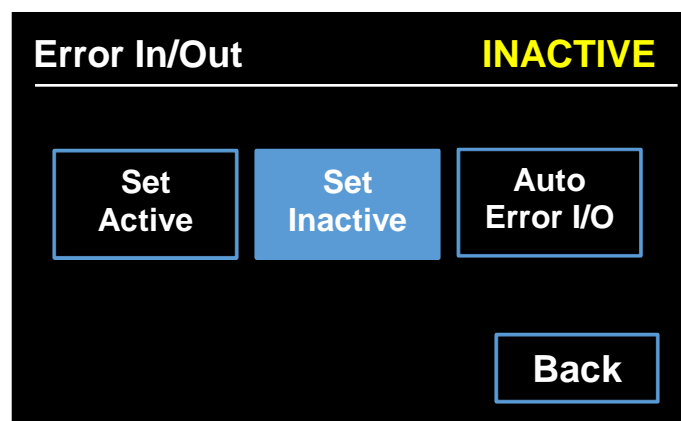 Error In/Out INACTIVE
Set
Active
Set
Inactive
Auto
Error I/O
Back